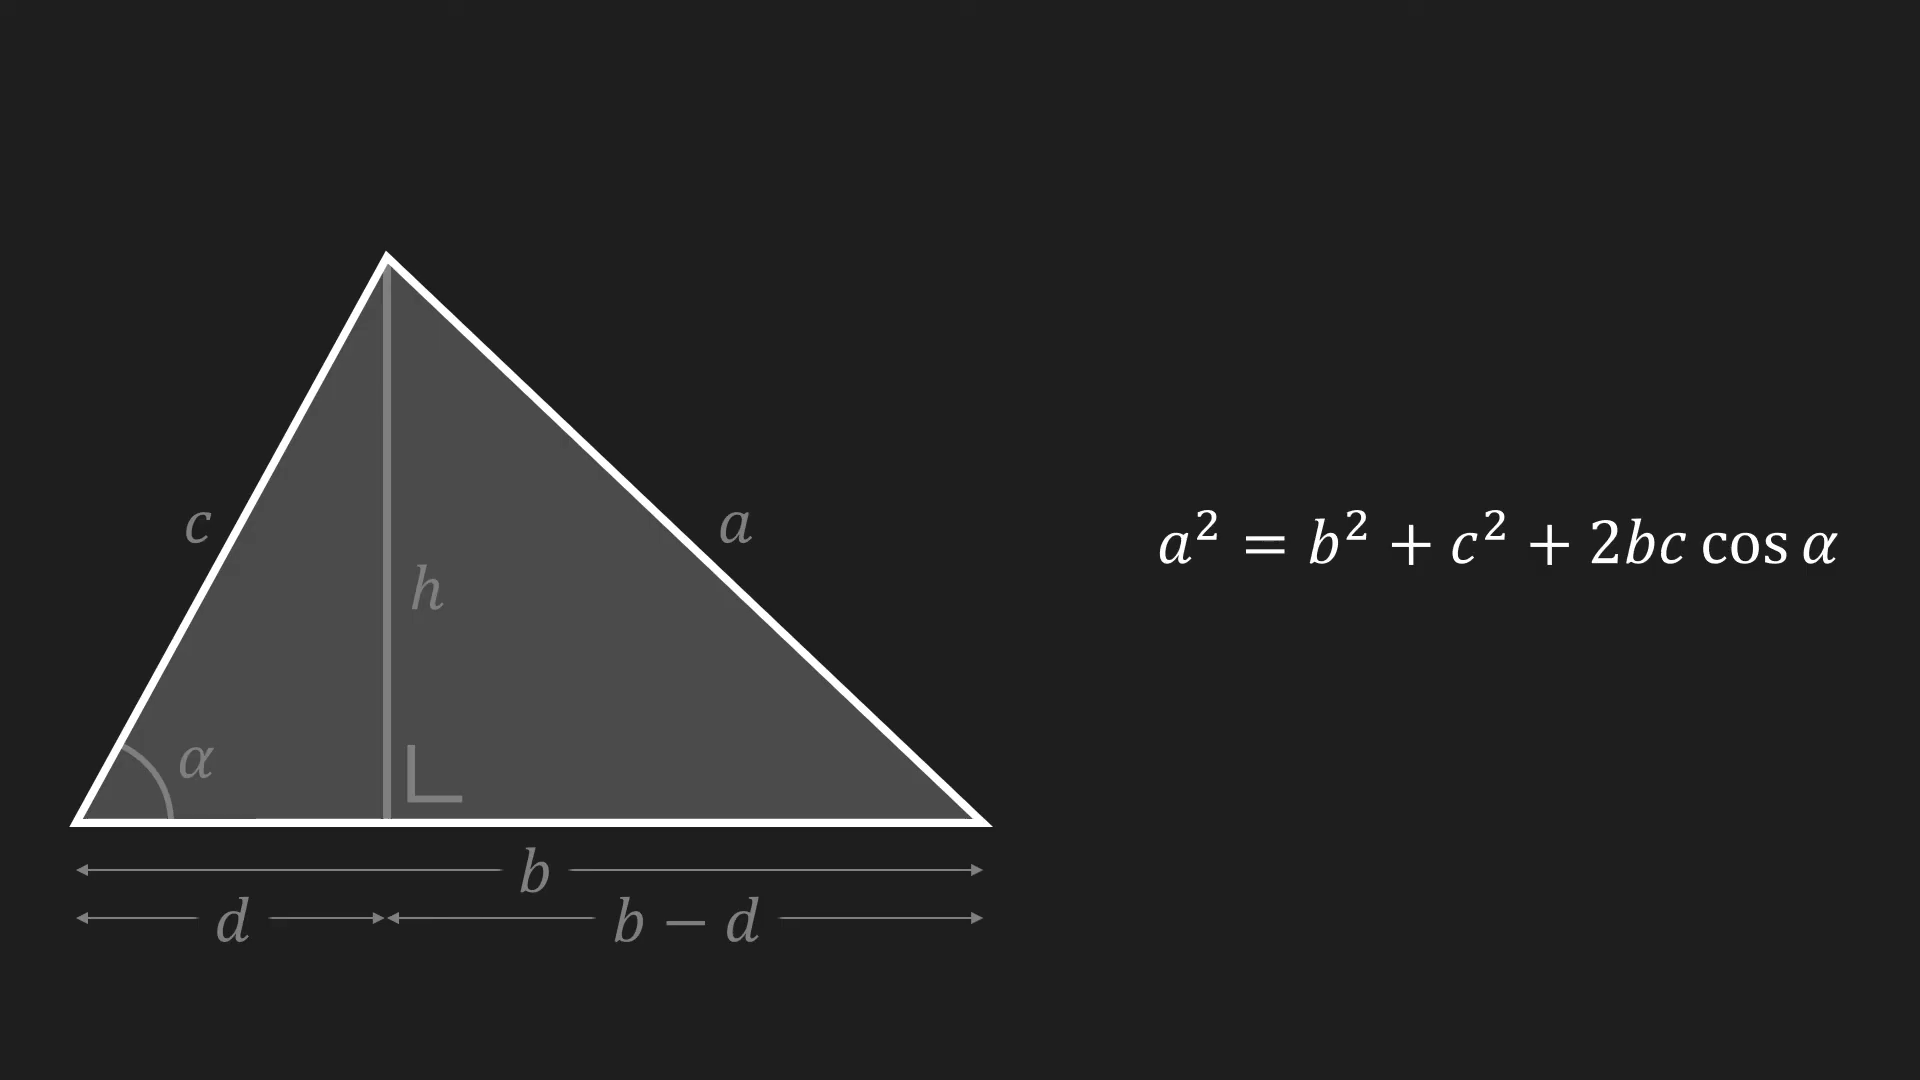 c
a
a² = b² + c² + 2bc cos α
h
α
b
d
b − d